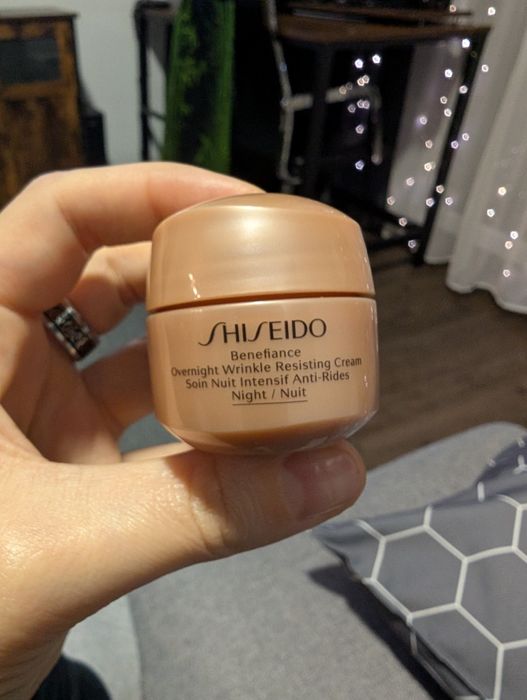 SHISEIDO
Benefiance
Overnight Wrinkle Resisting Cream
Soin Nuit Intensif Anti-Rides
Night / Nuit